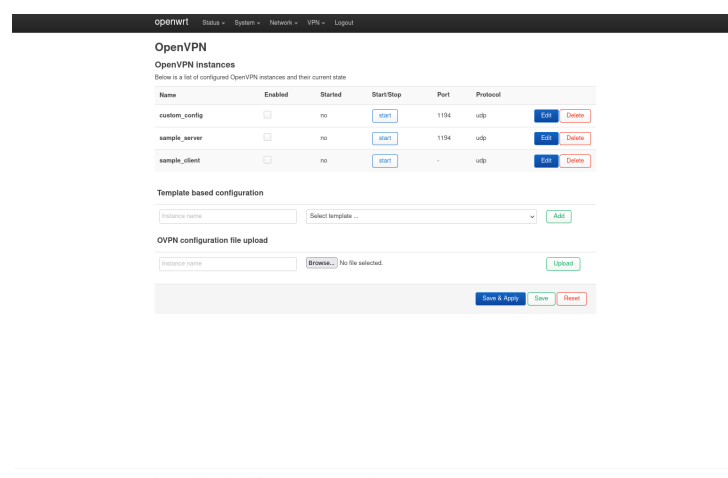 openwrt Status System Network VPN Logout
OpenVPN
OpenVPN instances
Below is a list of configured OpenVPN instances and their current state
Name Enabled Started Start/Stop Port Protocol
custom_config no start 1194 udp Edit Delete
sample_server no start 1194 udp Edit Delete
sample_client no start - udp Edit Delete
Template based configuration
Instance name Select template ... Add
OVPN configuration file upload
Instance name Browse... No file selected. Upload
Save & Apply Save Reset